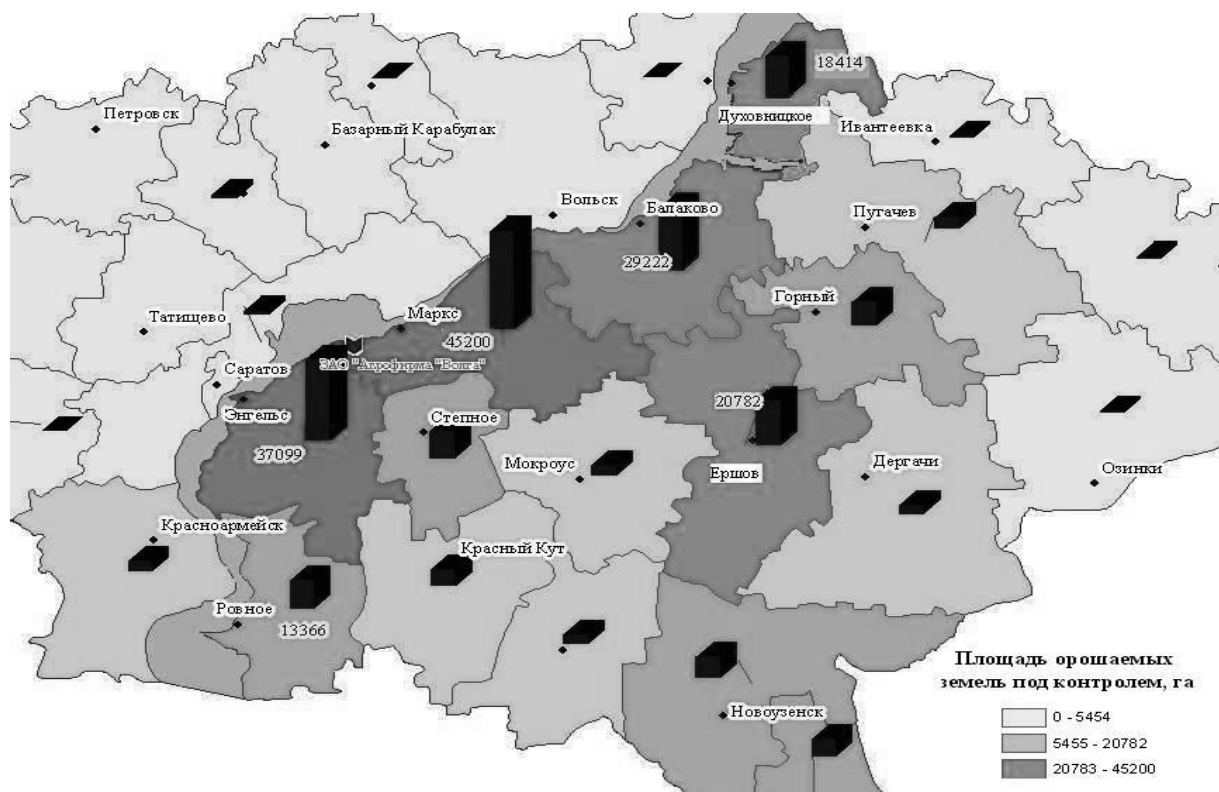 18414
Петровск
Базарный Карабулак
Духовницкое
Ивантеевка
Вольск
Балаково
Пугачев
29222
Горный
Татищево
Маркс
45200
ЗАО "Агрофирма "Волга"
Саратов
Энгельс
20782
Степное
37099
Мокроус
Ершов
Дергачи
Озинки
Красноармейск
Красный Кут
Ровное
13366
Новоузенск
Площадь орошаемых
земель под контролем, га
0 - 5454
5455 - 20782
20783 - 45200